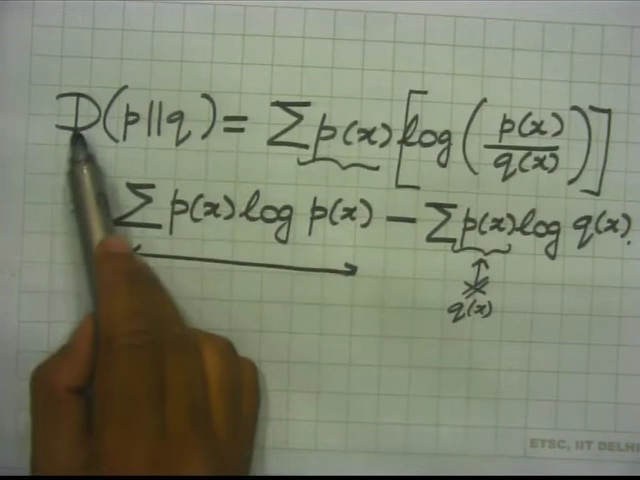 D(p||q) = Σ p(x) [log (p(x)/q(x))]
Σ p(x) log p(x) − Σ p(x) log q(x).
q(x)
ETSC, IIT DELHI